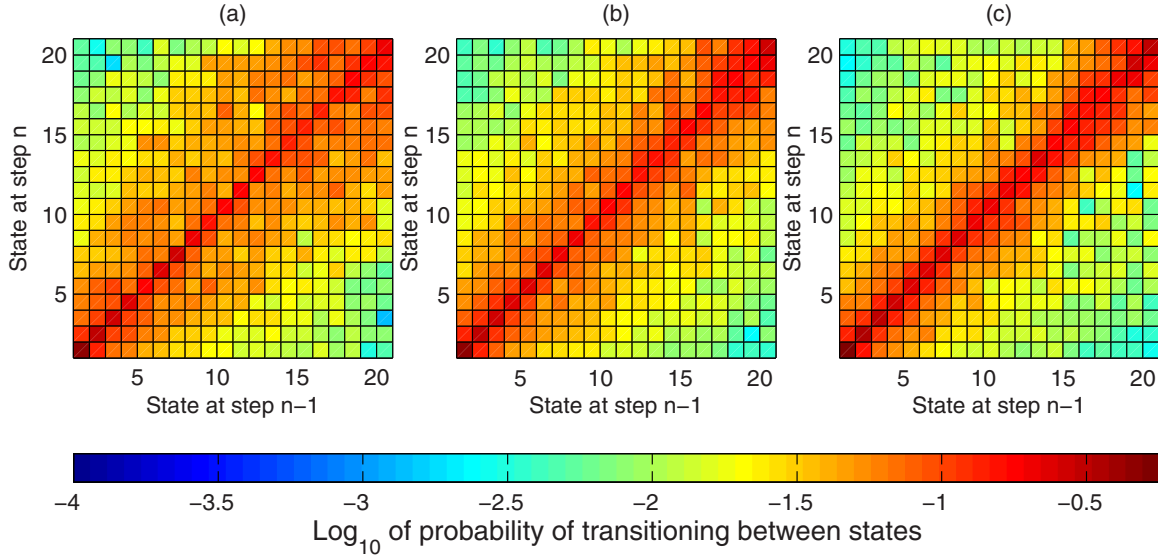 (a) (b) (c)
State at step n
20
15
10
5
5 10 15 20
State at step n−1
State at step n
20
15
10
5
5 10 15 20
State at step n−1
State at step n
20
15
10
5
5 10 15 20
State at step n−1
−4 −3.5 −3 −2.5 −2 −1.5 −1 −0.5
Log10 of probability of transitioning between states